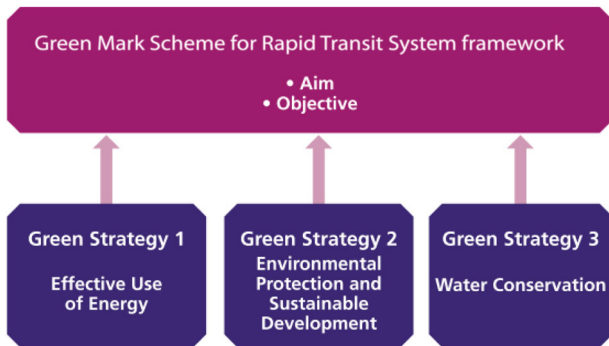 Green Mark Scheme for Rapid Transit System framework
• Aim
• Objective
Green Strategy 1
Effective Use
of Energy
Green Strategy 2
Environmental
Protection and
Sustainable
Development
Green Strategy 3
Water Conservation